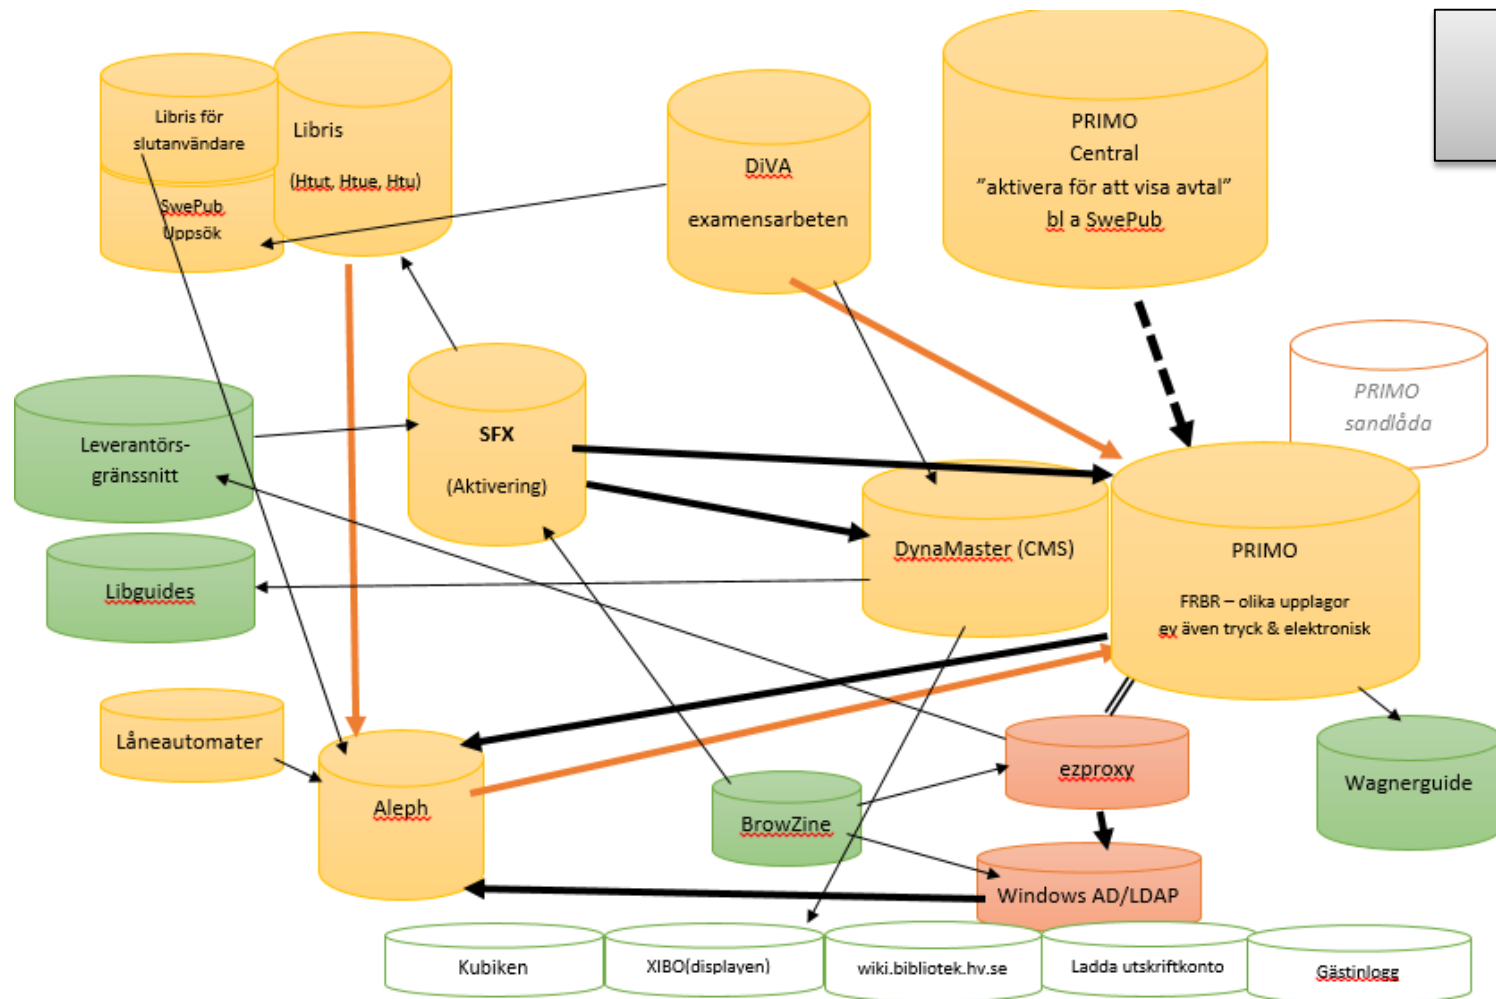 Libris för
slutanvändare
SwePub
Uppsök
Libris
(Htut, Htue, Htu)
DiVA
examensarbeten
PRIMO
Central
”aktivera för att visa avtal”
bl a SwePub
PRIMO
sandlåda
Leverantörs-
gränssnitt
SFX
(Aktivering)
DynaMaster (CMS)
PRIMO
FRBR – olika upplagor
ev även tryck & elektronisk
Libguides
Låneautomater
Aleph
BrowZine
ezproxy
Wagnerguide
Windows AD/LDAP
Kubiken
XIBO(displayen)
wiki.bibliotek.hv.se
Ladda utskriftkonto
Gästinlogg